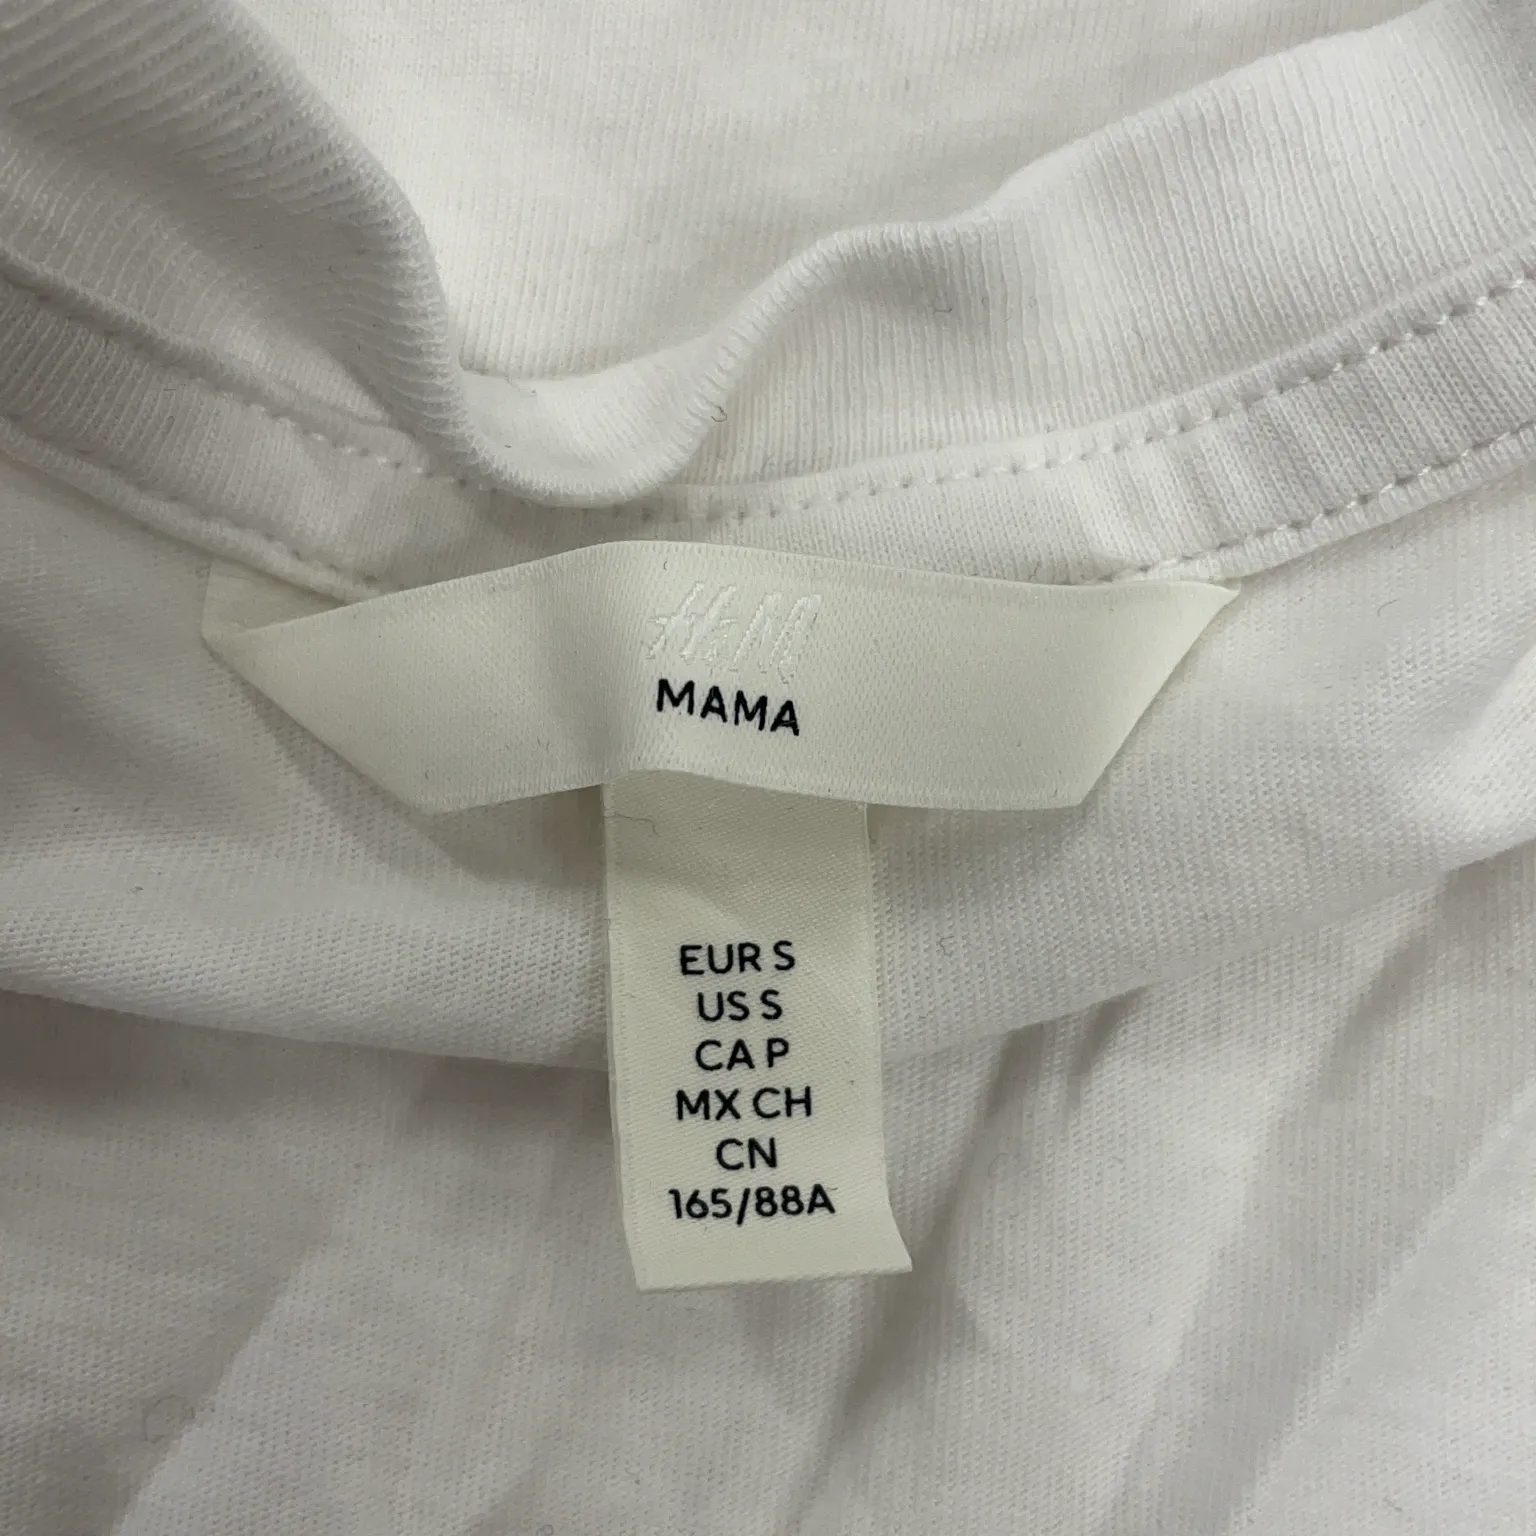 H&M
MAMA
EUR S
US S
CA P
MX CH
CN
165/88A